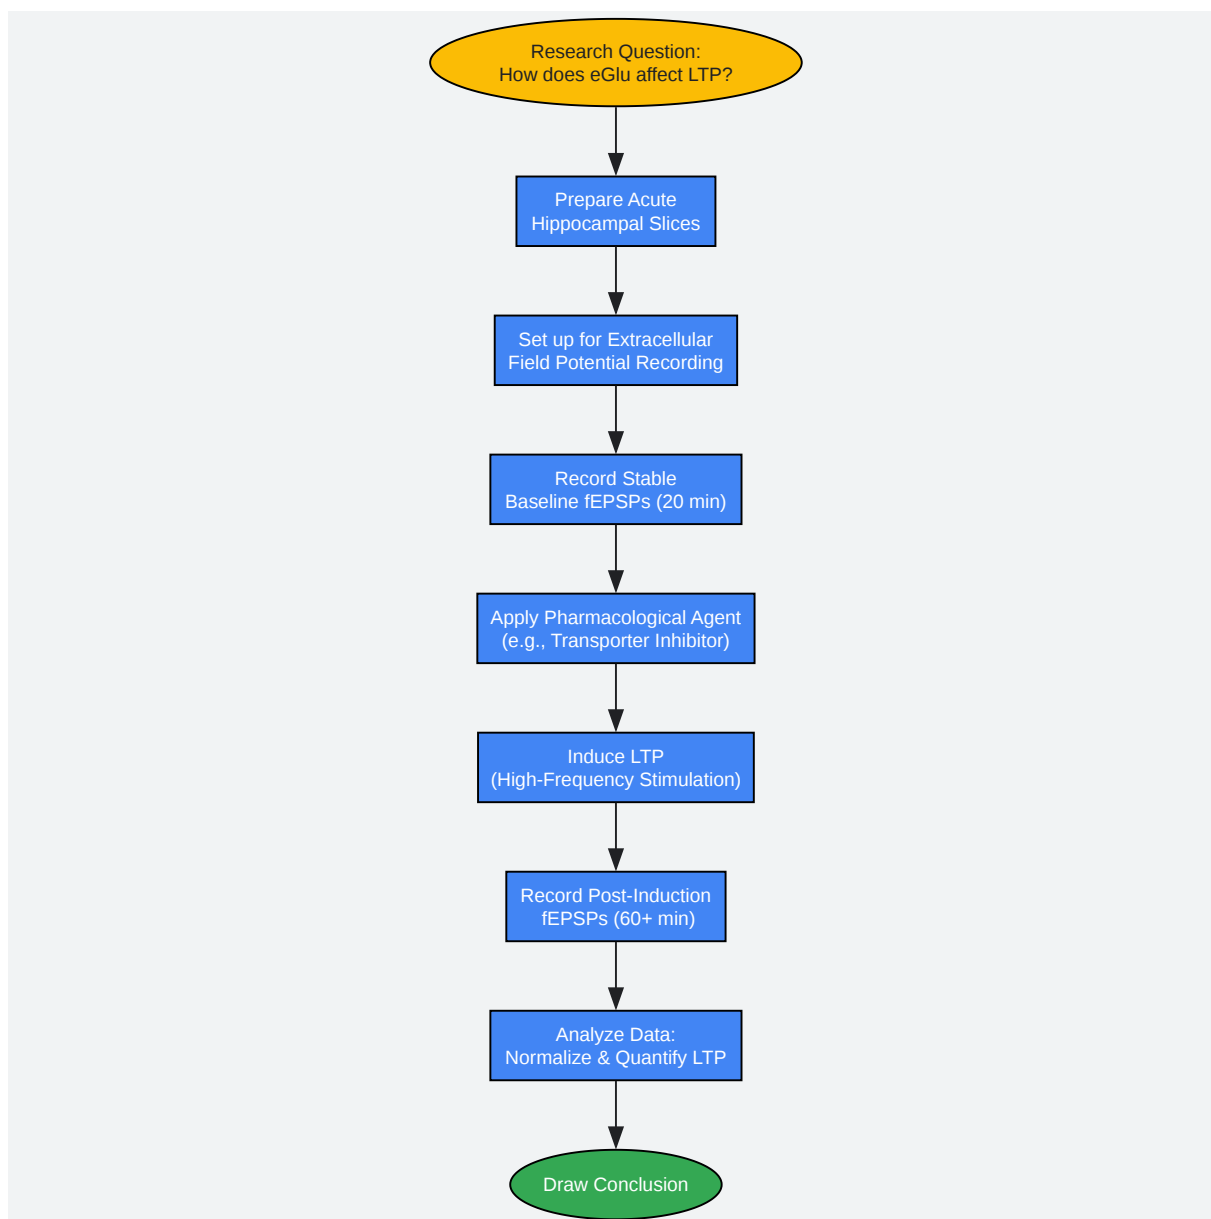 Research Question:
How does eGlu affect LTP?
Prepare Acute
Hippocampal Slices
Set up for Extracellular
Field Potential Recording
Record Stable
Baseline fEPSPs (20 min)
Apply Pharmacological Agent
(e.g., Transporter Inhibitor)
Induce LTP
(High-Frequency Stimulation)
Record Post-Induction
fEPSPs (60+ min)
Analyze Data:
Normalize & Quantify LTP
Draw Conclusion